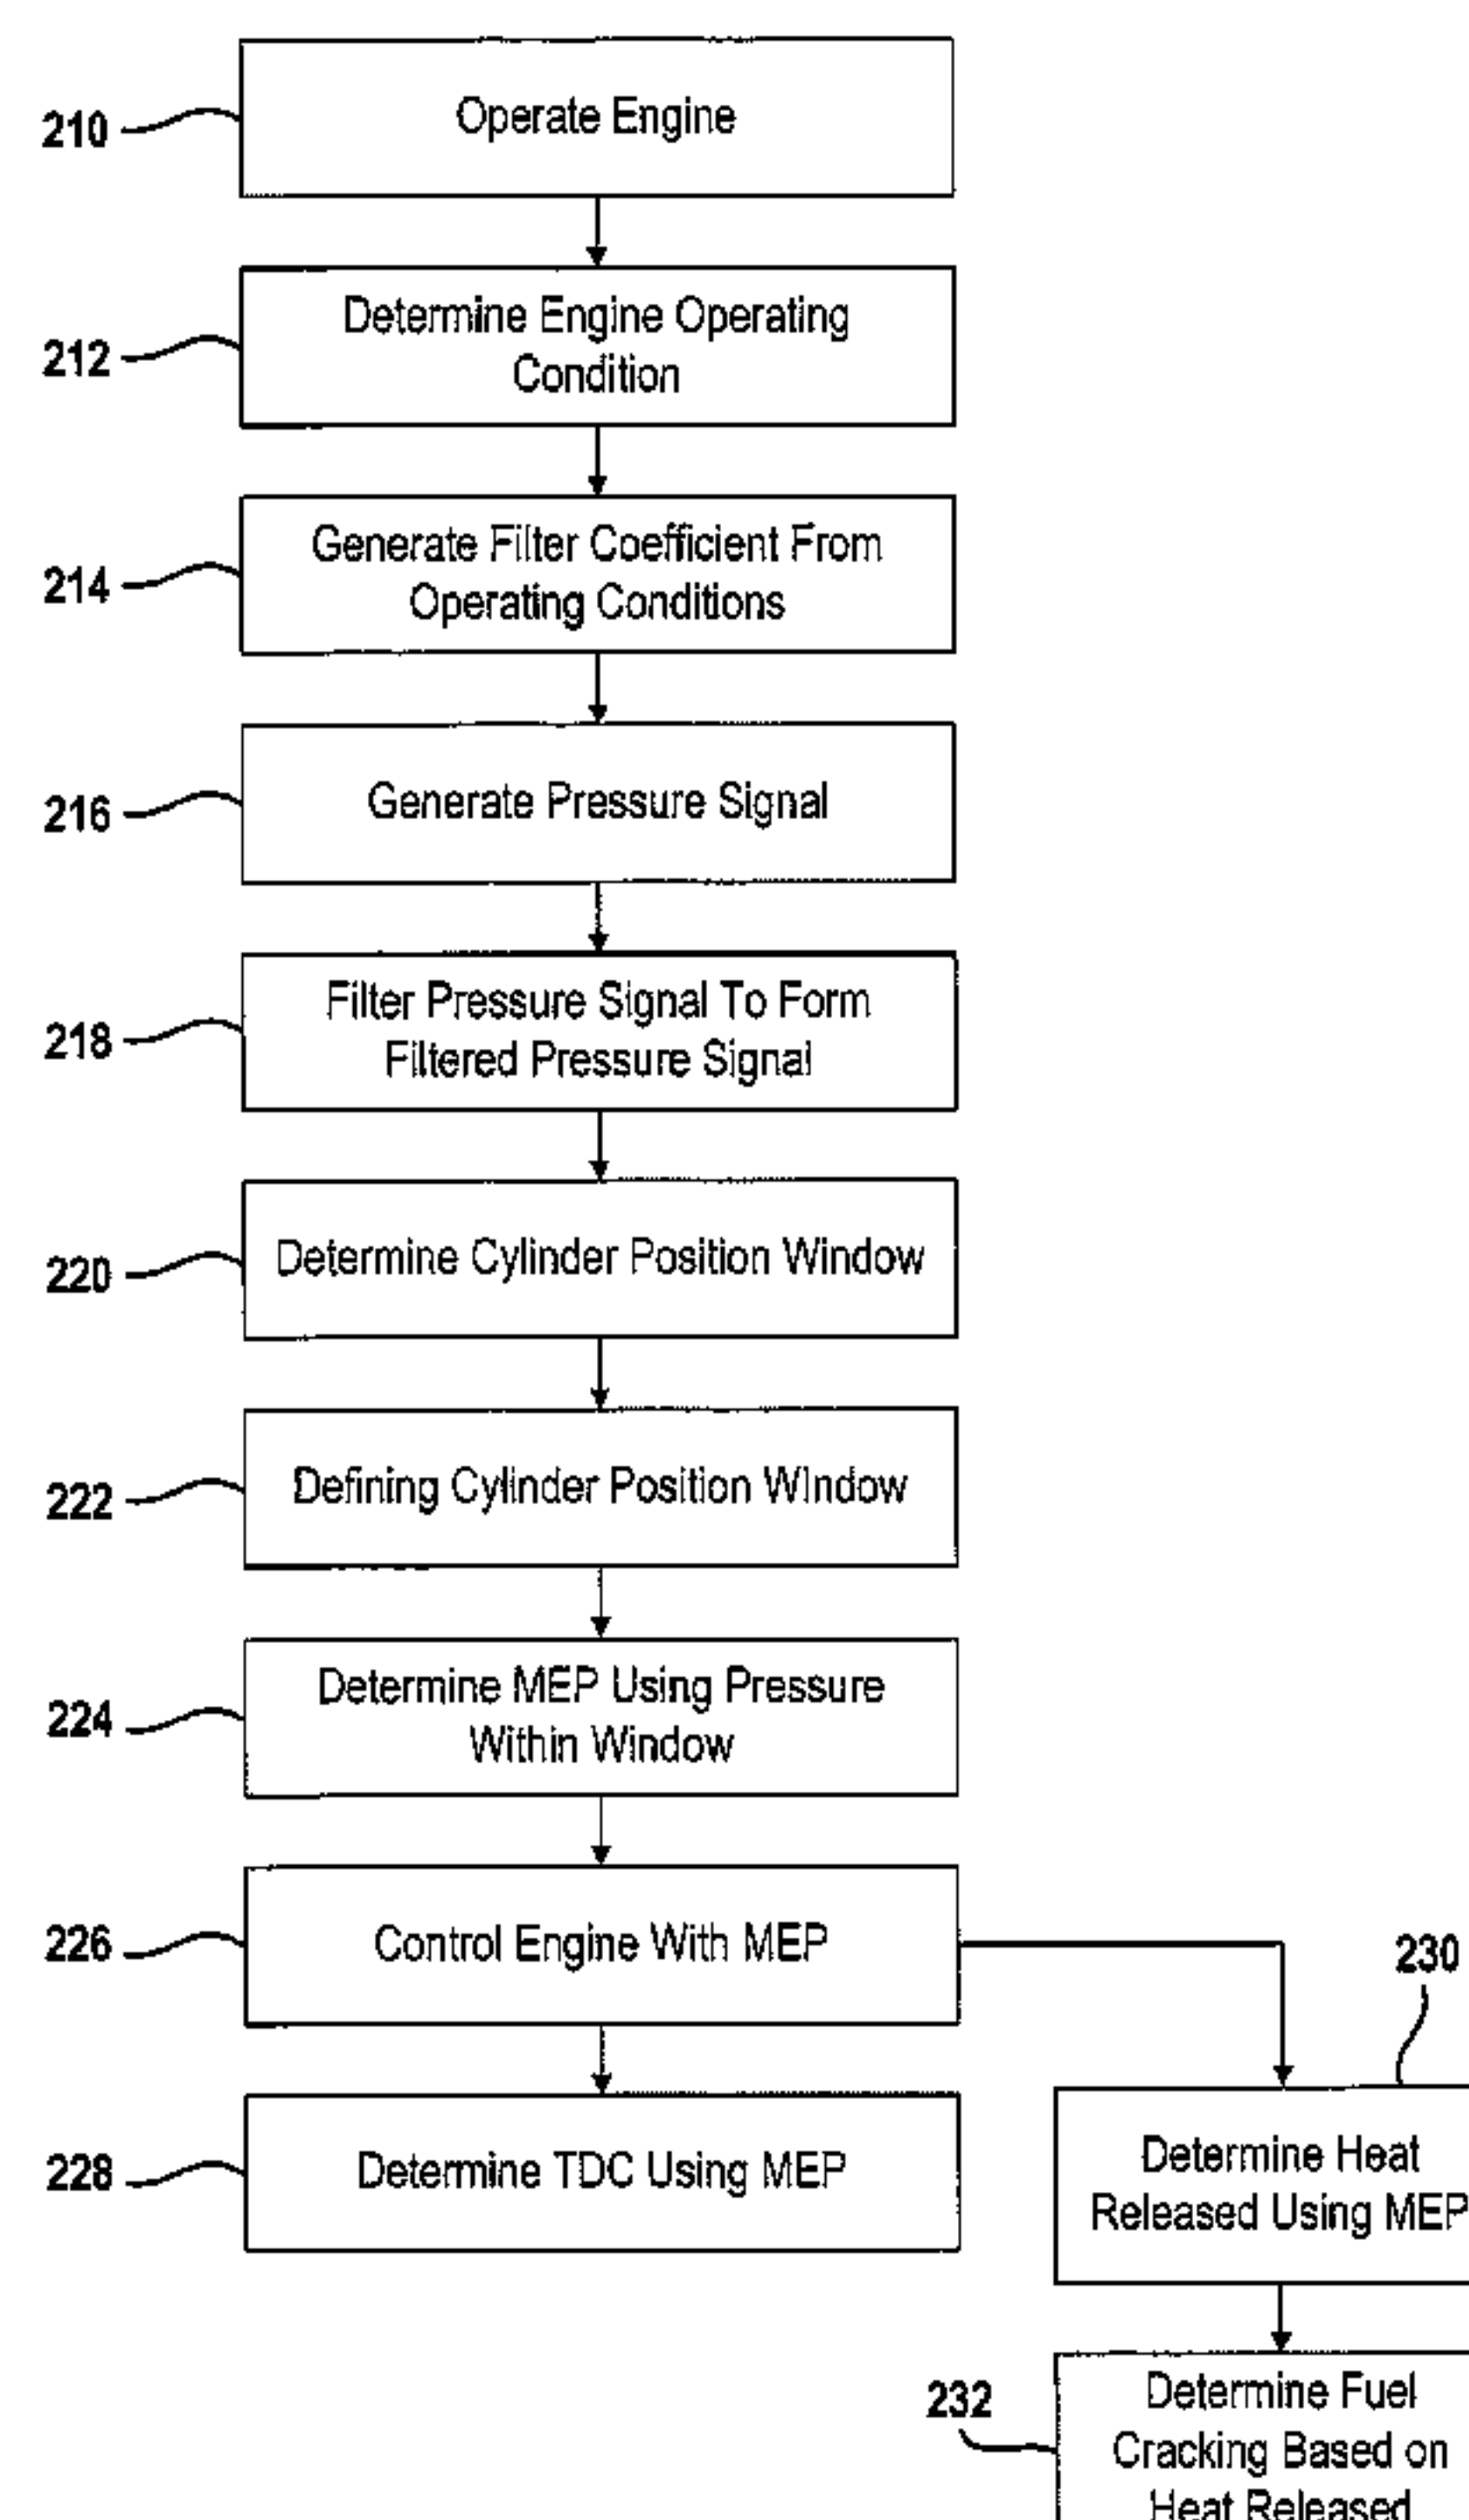 210
Operate Engine
212
Determine Engine Operating
Condition
214
Generate Filter Coefficient From
Operating Conditions
216
Generate Pressure Signal
218
Filter Pressure Signal To Form
Filtered Pressure Signal
220
Determine Cylinder Position Window
222
Defining Cylinder Position WIndow
224
Determine MEP Using Pressure
Within Window
226
Control Engine With MEP
230
228
Determine TDC Using MEP
Determine Heat
Released Using MEP
232
Determine Fuel
Cracking Based on
Heat Released